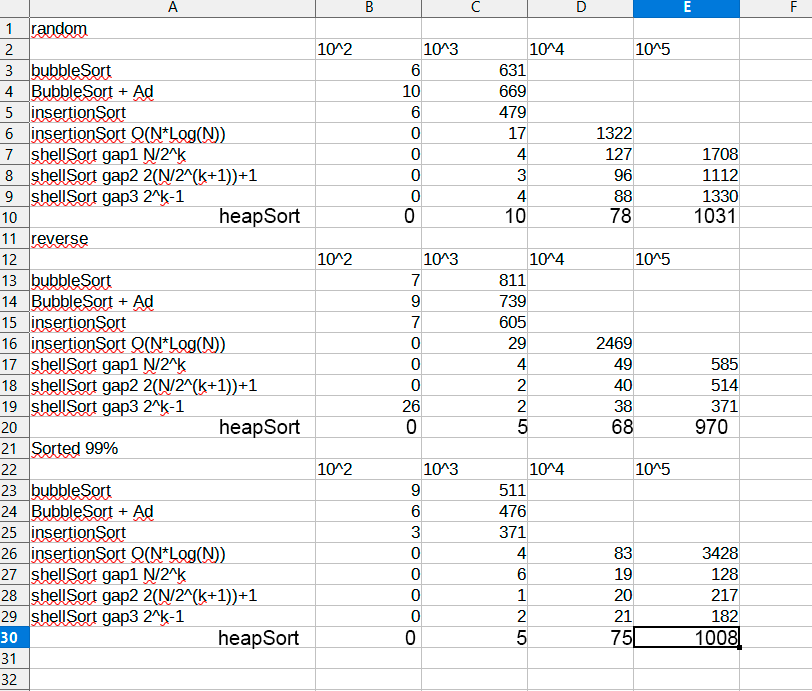 A B C D E F
1 random
2 10^2 10^3 10^4 10^5
3 bubbleSort 6 631
4 BubbleSort + Ad 10 669
5 insertionSort 6 479
6 insertionSort O(N*Log(N)) 0 17 1322
7 shellSort gap1 N/2^k 0 4 127 1708
8 shellSort gap2 2(N/2^(k+1))+1 0 3 96 1112
9 shellSort gap3 2^k-1 0 4 88 1330
10 heapSort 0 10 78 1031
11 reverse
12 10^2 10^3 10^4 10^5
13 bubbleSort 7 811
14 BubbleSort + Ad 9 739
15 insertionSort 7 605
16 insertionSort O(N*Log(N)) 0 29 2469
17 shellSort gap1 N/2^k 0 4 49 585
18 shellSort gap2 2(N/2^(k+1))+1 0 2 40 514
19 shellSort gap3 2^k-1 26 2 38 371
20 heapSort 0 5 68 970
21 Sorted 99%
22 10^2 10^3 10^4 10^5
23 bubbleSort 9 511
24 BubbleSort + Ad 6 476
25 insertionSort 3 371
26 insertionSort O(N*Log(N)) 0 4 83 3428
27 shellSort gap1 N/2^k 0 6 19 128
28 shellSort gap2 2(N/2^(k+1))+1 0 1 20 217
29 shellSort gap3 2^k-1 0 2 21 182
30 heapSort 0 5 75 1008
31
32